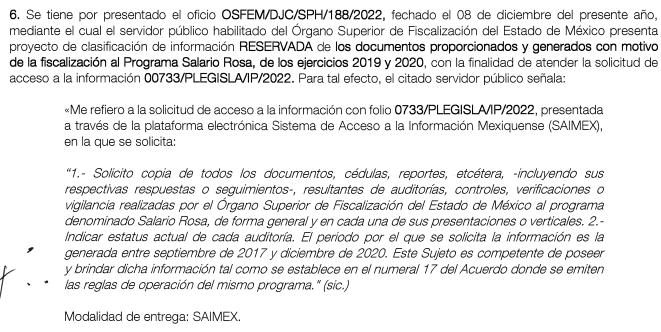 6. Se tiene por presentado el oficio OSFEM/DJC/SPH/188/2022, fechado el 08 de diciembre del presente año,
mediante el cual el servidor público habilitado del Órgano Superior de Fiscalización del Estado de México presenta
proyecto de clasificación de información RESERVADA de los documentos proporcionados y generados con motivo
de la fiscalización al Programa Salario Rosa, de los ejercicios 2019 y 2020, con la finalidad de atender la solicitud de
acceso a la información 00733/PLEGISLA/IP/2022. Para tal efecto, el citado servidor público señala:
«Me refiero a la solicitud de acceso a la información con folio 0733/PLEGISLA/IP/2022, presentada
a través de la plataforma electrónica Sistema de Acceso a la Información Mexiquense (SAIMEX),
en la que se solicita:
"1.- Solicito copia de todos los documentos, cédulas, reportes, etcétera, -incluyendo sus
respectivas respuestas o seguimientos-, resultantes de auditorías, controles, verificaciones o
vigilancia realizadas por el Órgano Superior de Fiscalización del Estado de México al programa
denominado Salario Rosa, de forma general y en cada una de sus presentaciones o verticales. 2.-
Indicar estatus actual de cada auditoría. El periodo por el que se solicita la información es la
generada entre septiembre de 2017 y diciembre de 2020. Este Sujeto es competente de poseer
y brindar dicha información tal como se establece en el numeral 17 del Acuerdo donde se emiten
las reglas de operación del mismo programa." (sic.)
Modalidad de entrega: SAIMEX.